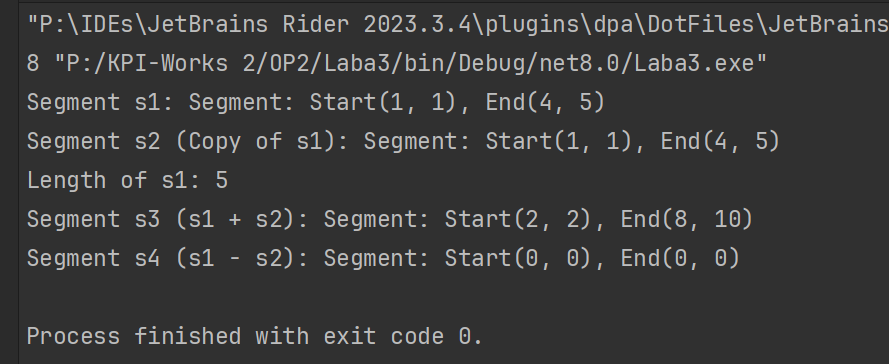 "P:\IDEs\JetBrains Rider 2023.3.4\plugins\dpa\DotFiles\JetBrains
8 "P:/KPI-Works 2/OP2/Laba3/bin/Debug/net8.0/Laba3.exe"
Segment s1: Segment: Start(1, 1), End(4, 5)
Segment s2 (Copy of s1): Segment: Start(1, 1), End(4, 5)
Length of s1: 5
Segment s3 (s1 + s2): Segment: Start(2, 2), End(8, 10)
Segment s4 (s1 - s2): Segment: Start(0, 0), End(0, 0)
Process finished with exit code 0.